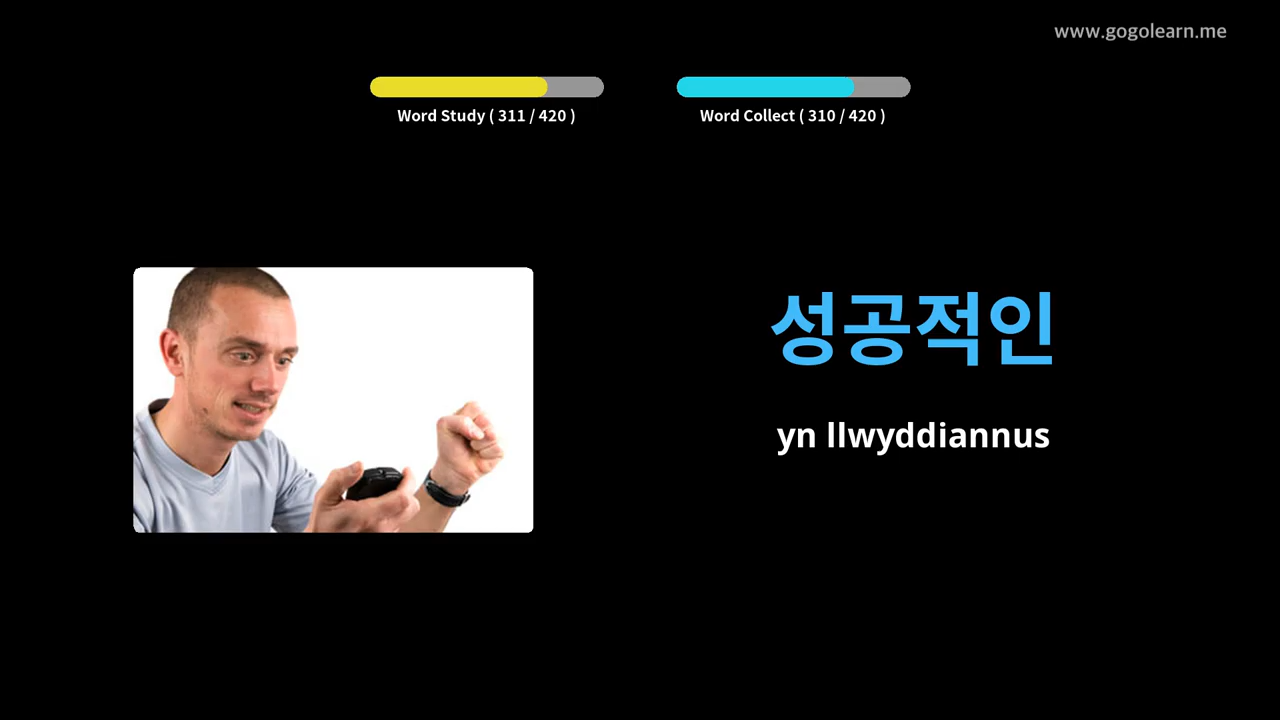 www.gogolearn.me
Word Study ( 311 / 420 )
Word Collect ( 310 / 420 )
성공적인
yn llwyddiannus